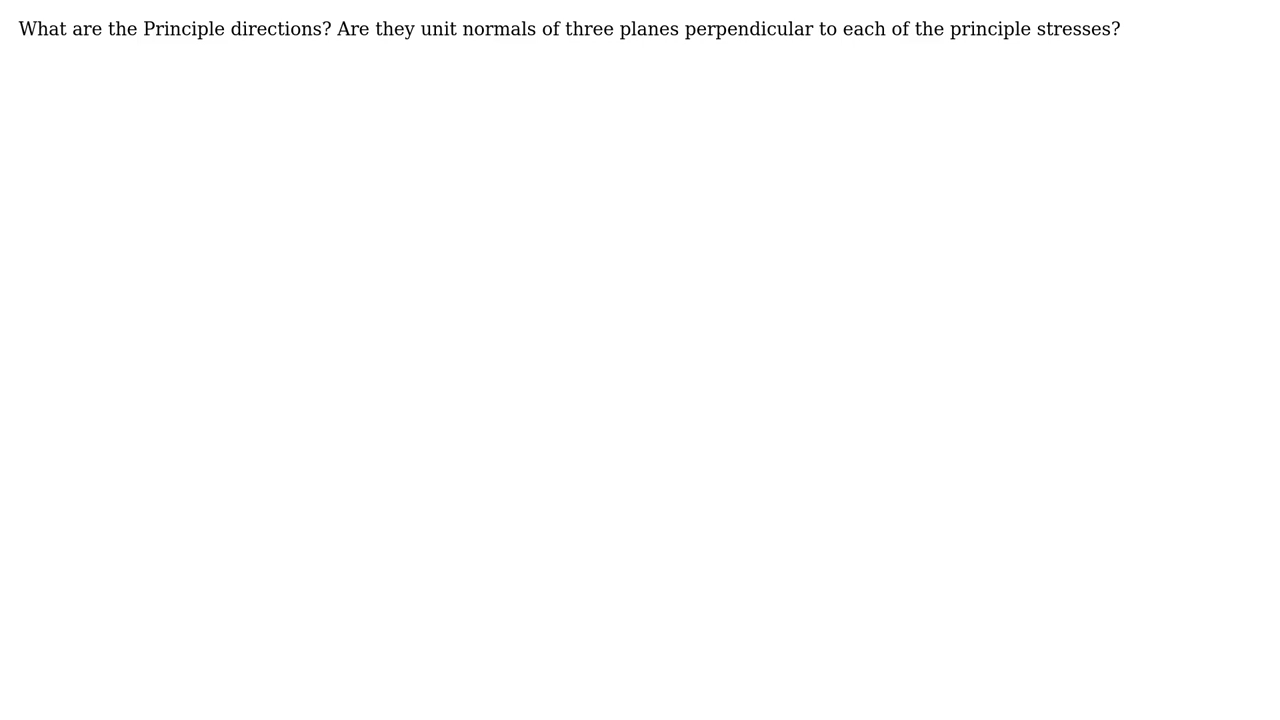 What are the Principle directions? Are they unit normals of three planes perpendicular to each of the principle stresses?